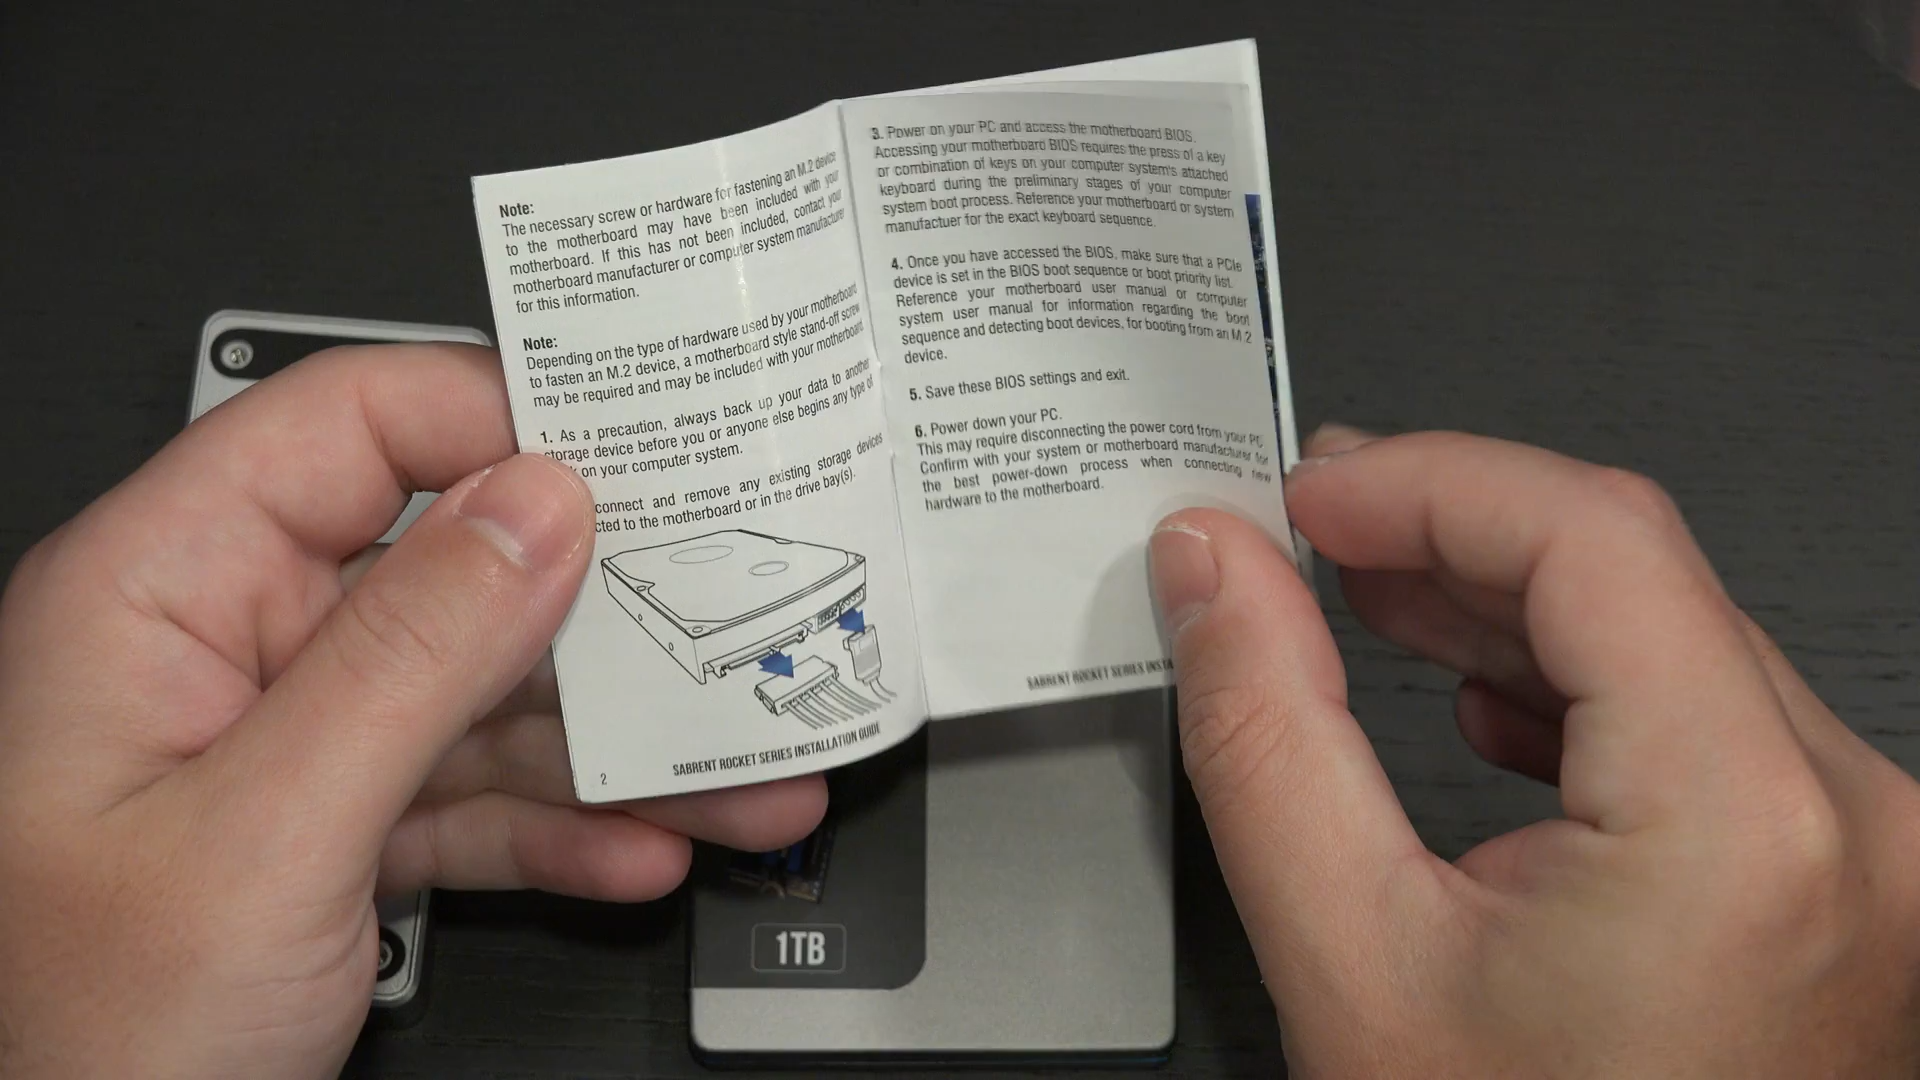 Note:
The necessary screw or hardware for fastening an M.2 device
to the motherboard may have been included with your
motherboard. If this has not been included, contact your
motherboard manufacturer or computer system manufacturer
for this information.
Note:
Depending on the type of hardware used by your motherboard
to fasten an M.2 device, a motherboard style stand-off screw
may be required and may be included with your motherboard
1. As a precaution, always back up your data to another
storage device before you or anyone else begins any type of
on your computer system.
connect and remove any existing storage devices
cted to the motherboard or in the drive bay(s).
2
SABRENT ROCKET SERIES INSTALLATION GUIDE
3. Power on your PC and access the motherboard BIOS.
Accessing your motherboard BIOS requires the press of a key
or combination of keys on your computer system's attached
keyboard during the preliminary stages of your computer
system boot process. Reference your motherboard or system
manufactuer for the exact keyboard sequence.
4. Once you have accessed the BIOS, make sure that a PCIe
device is set in the BIOS boot sequence or boot priority list.
Reference your motherboard user manual or computer
system user manual for information regarding the boot
sequence and detecting boot devices, for booting from an M.2
device.
5. Save these BIOS settings and exit.
6. Power down your PC.
This may require disconnecting the power cord from your PC.
Confirm with your system or motherboard manufacturer for
the best power-down process when connecting new
hardware to the motherboard.
SABRENT ROCKET SERIES INSTA
1TB